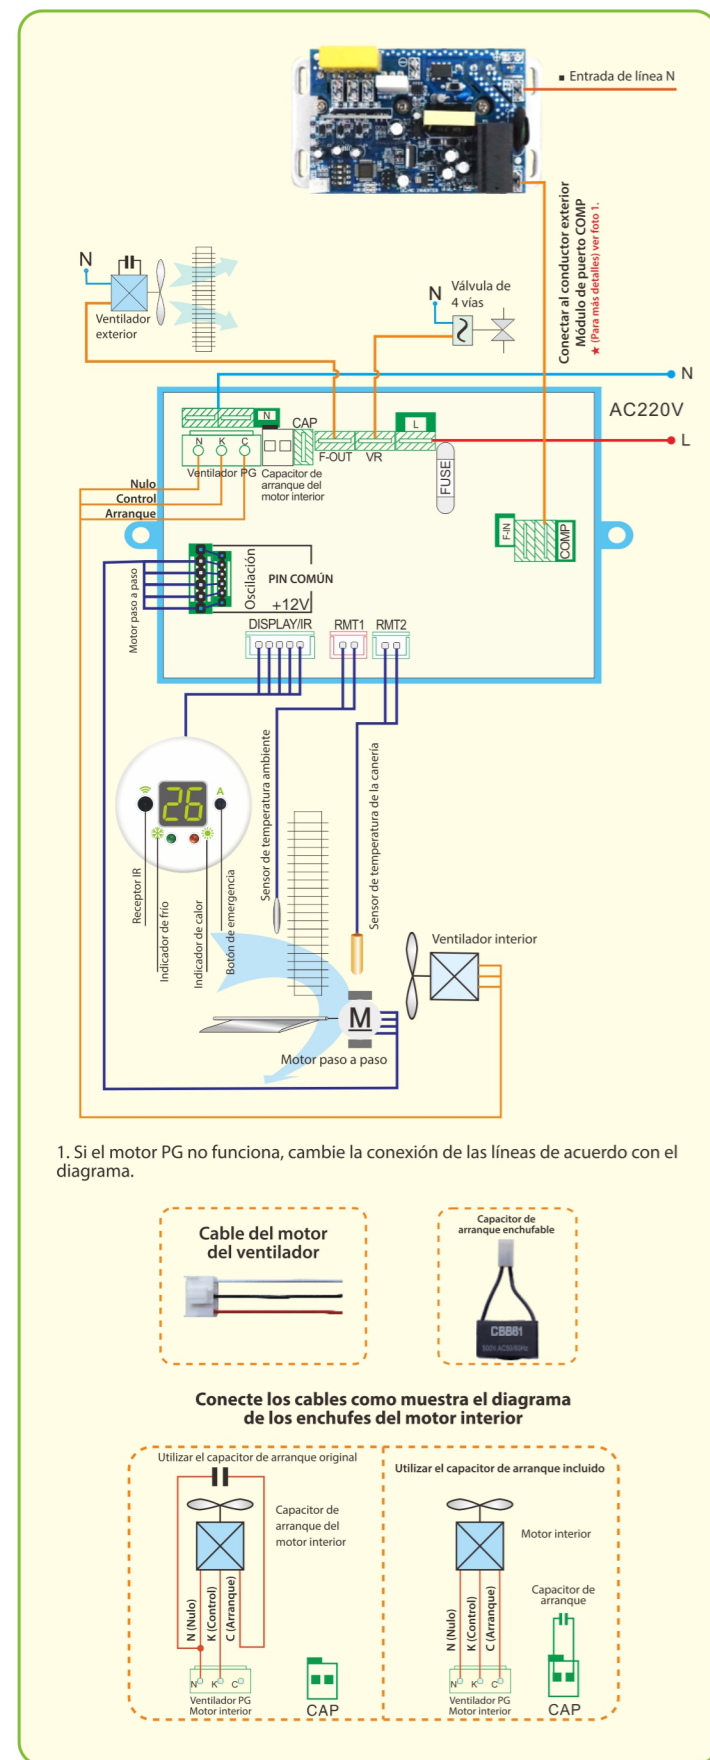 ▪ Entrada de línea N
Conectar al conductor exterior
Módulo de puerto COMP
★ (Para más detalles) ver foto 1.
N
Ventilador
exterior
N
Válvula de
4 vías
N
AC220V
L
N
CAP
L
N K C
F-OUT
VR
FUSE
Ventilador PG
Capacitor de
arranque del
motor interior
Nulo
Control
Arranque
F-IN
COMP
Motor paso a paso
Oscilación
PIN COMÚN
+12V
DISPLAY/IR
RMT1
RMT2
26
A
Receptor IR
Indicador de frío
Indicador de calor
Botón de emergencia
Sensor de temperatura ambiente
Sensor de temperatura de la canería
Ventilador interior
M
Motor paso a paso
1. Si el motor PG no funciona, cambie la conexión de las líneas de acuerdo con el
diagrama.
Cable del motor
del ventilador
Capacitor de
arranque enchufable
CBB61
500V AC50/60Hz
Conecte los cables como muestra el diagrama
de los enchufes del motor interior
Utilizar el capacitor de arranque original
Capacitor de
arranque del
motor interior
N (Nulo)
K (Control)
C (Arranque)
N K C
Ventilador PG
Motor interior
CAP
Utilizar el capacitor de arranque incluido
Motor interior
N (Nulo)
K (Control)
C (Arranque)
Capacitor de
arranque
N K C
Ventilador PG
Motor interior
CAP